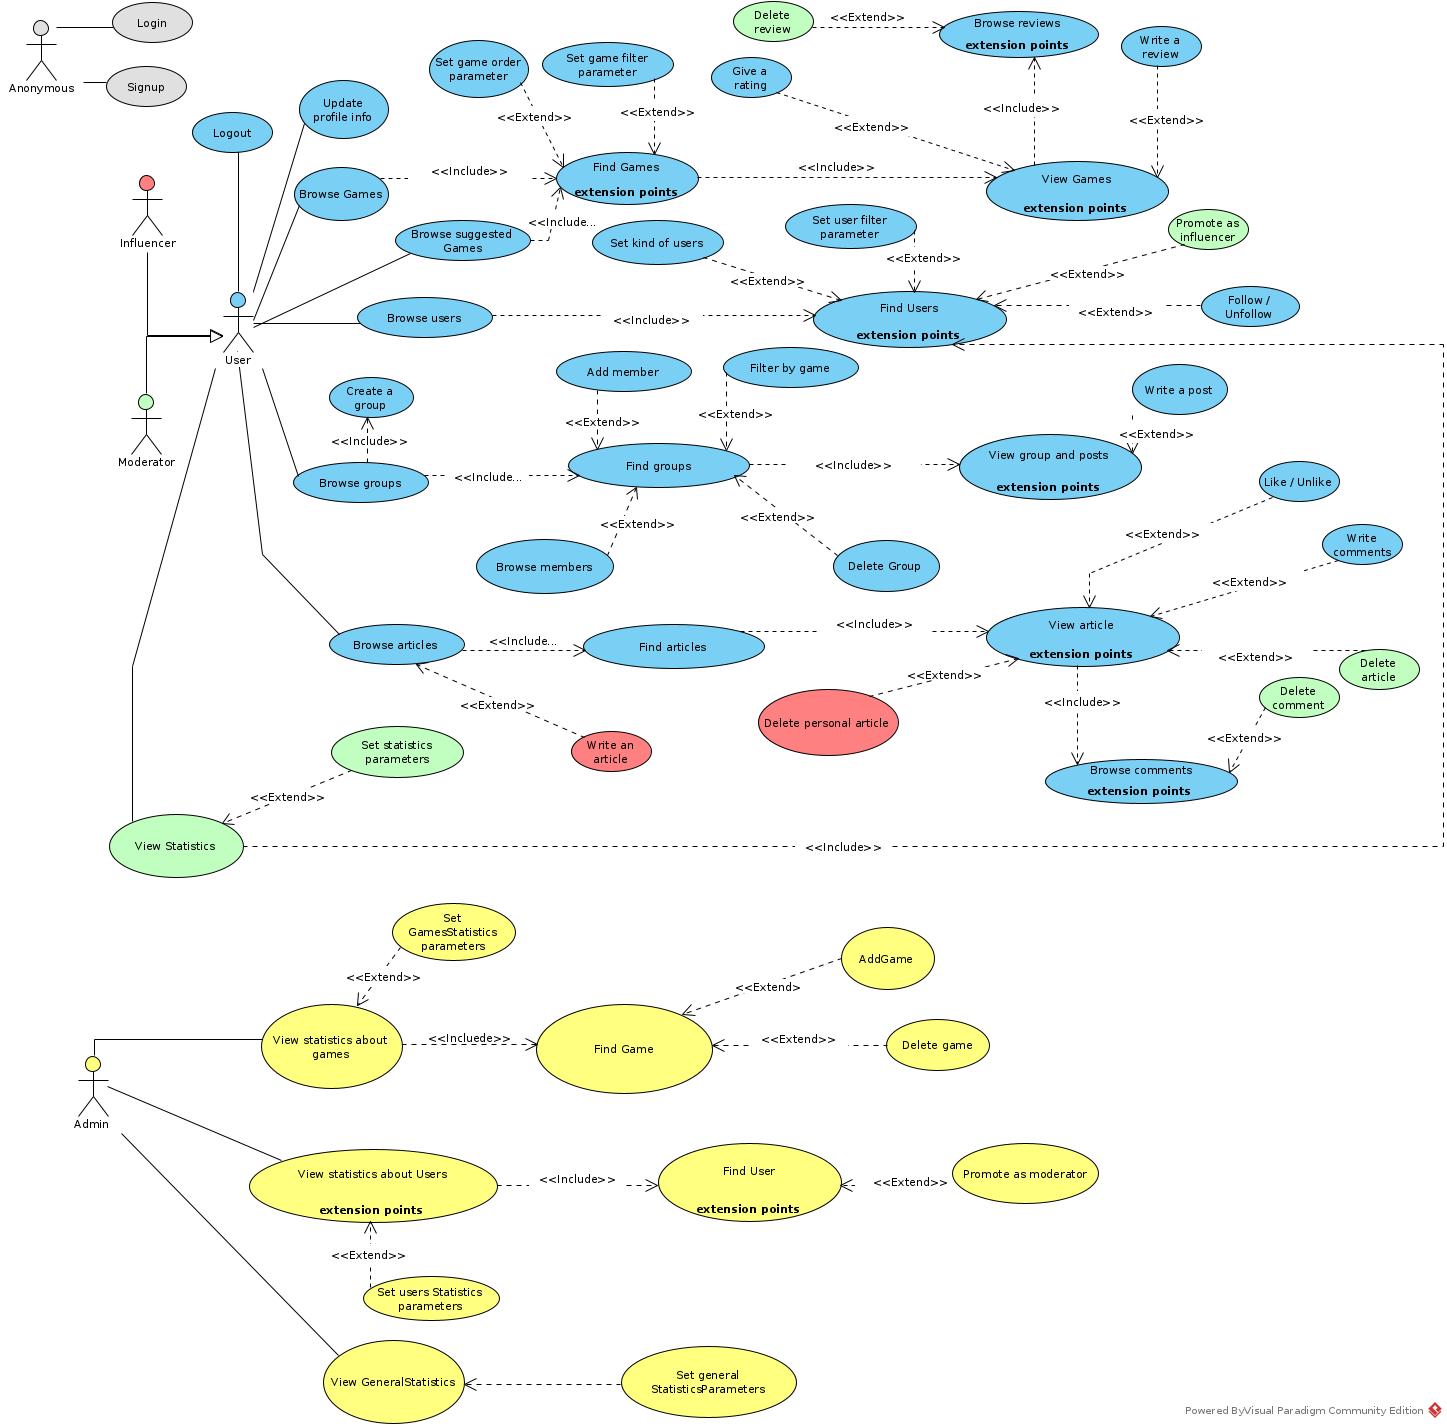 Login
Anonymous
Signup
Delete
review
<<Extend>>
Browse reviews
extension points
Write a
review
Set game order
parameter
Set game filter
parameter
Give a
rating
<<Extend>>
<<Extend>>
<<Extend>>
<<Include>>
<<Extend>>
Update
profile info
Logout
Browse Games
<<Include>>
Find Games
extension points
<<Include>>
View Games
extension points
Influencer
Browse suggested
Games
<<Include...
Set kind of users
Set user filter
parameter
Promote as
influencer
<<Extend>>
<<Extend>>
<<Extend>>
Browse users
<<Include>>
Find Users
extension points
<<Extend>>
Follow /
Unfollow
User
Moderator
Create a
group
Add member
Filter by game
Write a post
<<Include>>
<<Extend>>
<<Extend>>
<<Extend>>
Browse groups
<<Include...
Find groups
<<Include>>
View group and posts
extension points
Like / Unlike
<<Extend>>
<<Extend>>
<<Extend>>
Write
comments
Browse members
Delete Group
<<Extend>>
Browse articles
<<Include...
Find articles
<<Include>>
View article
extension points
<<Extend>>
Delete
article
<<Extend>>
Delete
comment
<<Extend>>
<<Include>>
Delete personal article
<<Extend>>
Write an
article
Set statistics
parameters
<<Extend>>
Browse comments
extension points
View Statistics
<<Include>>
Set
GamesStatistics
parameters
<<Extend>>
AddGame
<<Extend>
View statistics about
games
<<Incluede>>
Find Game
<<Extend>>
Delete game
Admin
View statistics about Users
extension points
<<Include>>
Find User
extension points
<<Extend>>
Promote as moderator
<<Extend>>
Set users Statistics
parameters
View GeneralStatistics
Set general
StatisticsParameters
Powered ByVisual Paradigm Community Edition